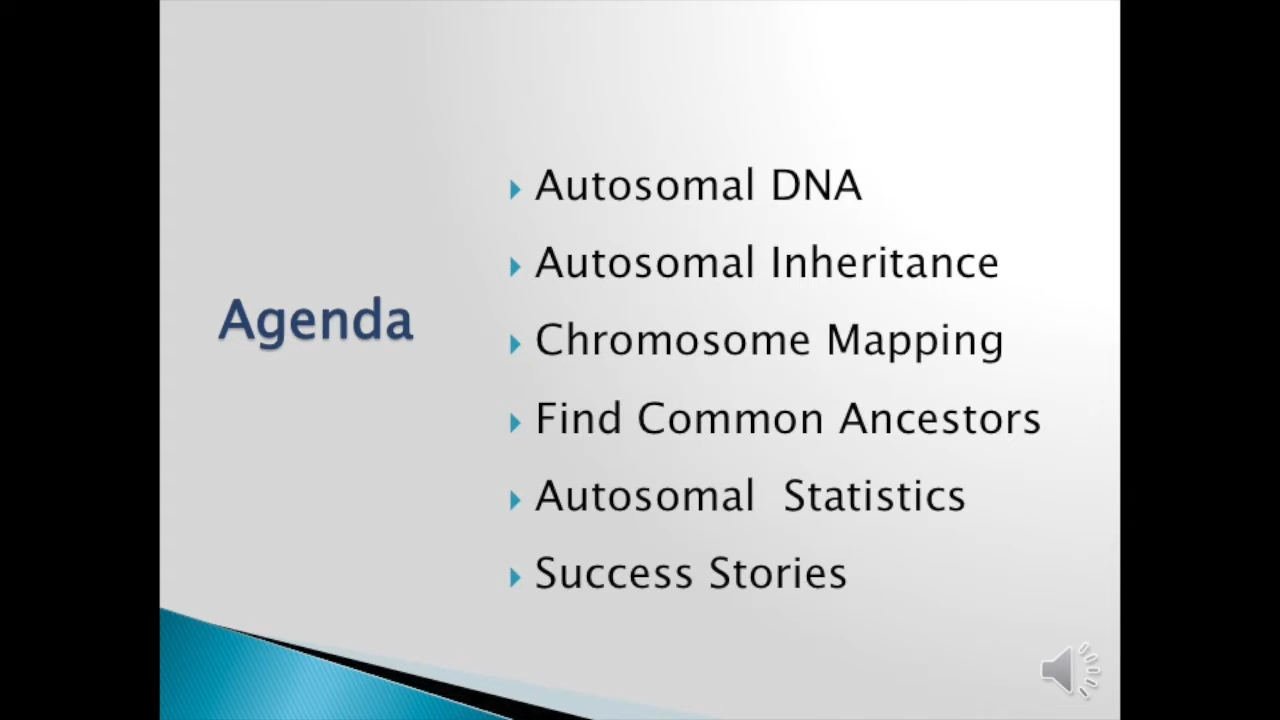 Agenda
Autosomal DNA
Autosomal Inheritance
Chromosome Mapping
Find Common Ancestors
Autosomal  Statistics
Success Stories